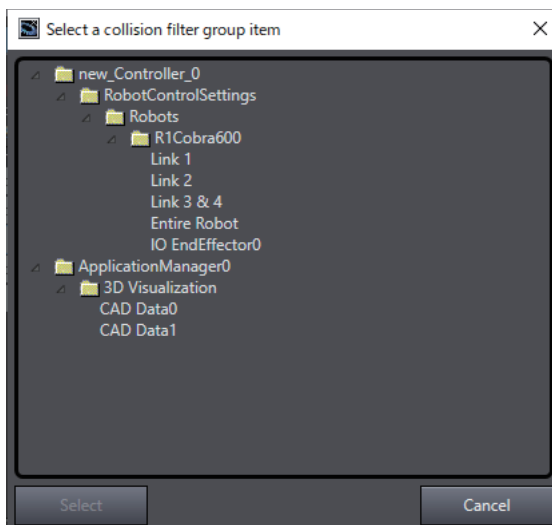 Select a collision filter group item
new_Controller_0
RobotControlSettings
Robots
R1Cobra600
Link 1
Link 2
Link 3 & 4
Entire Robot
IO EndEffector0
ApplicationManager0
3D Visualization
CAD Data0
CAD Data1
Select
Cancel